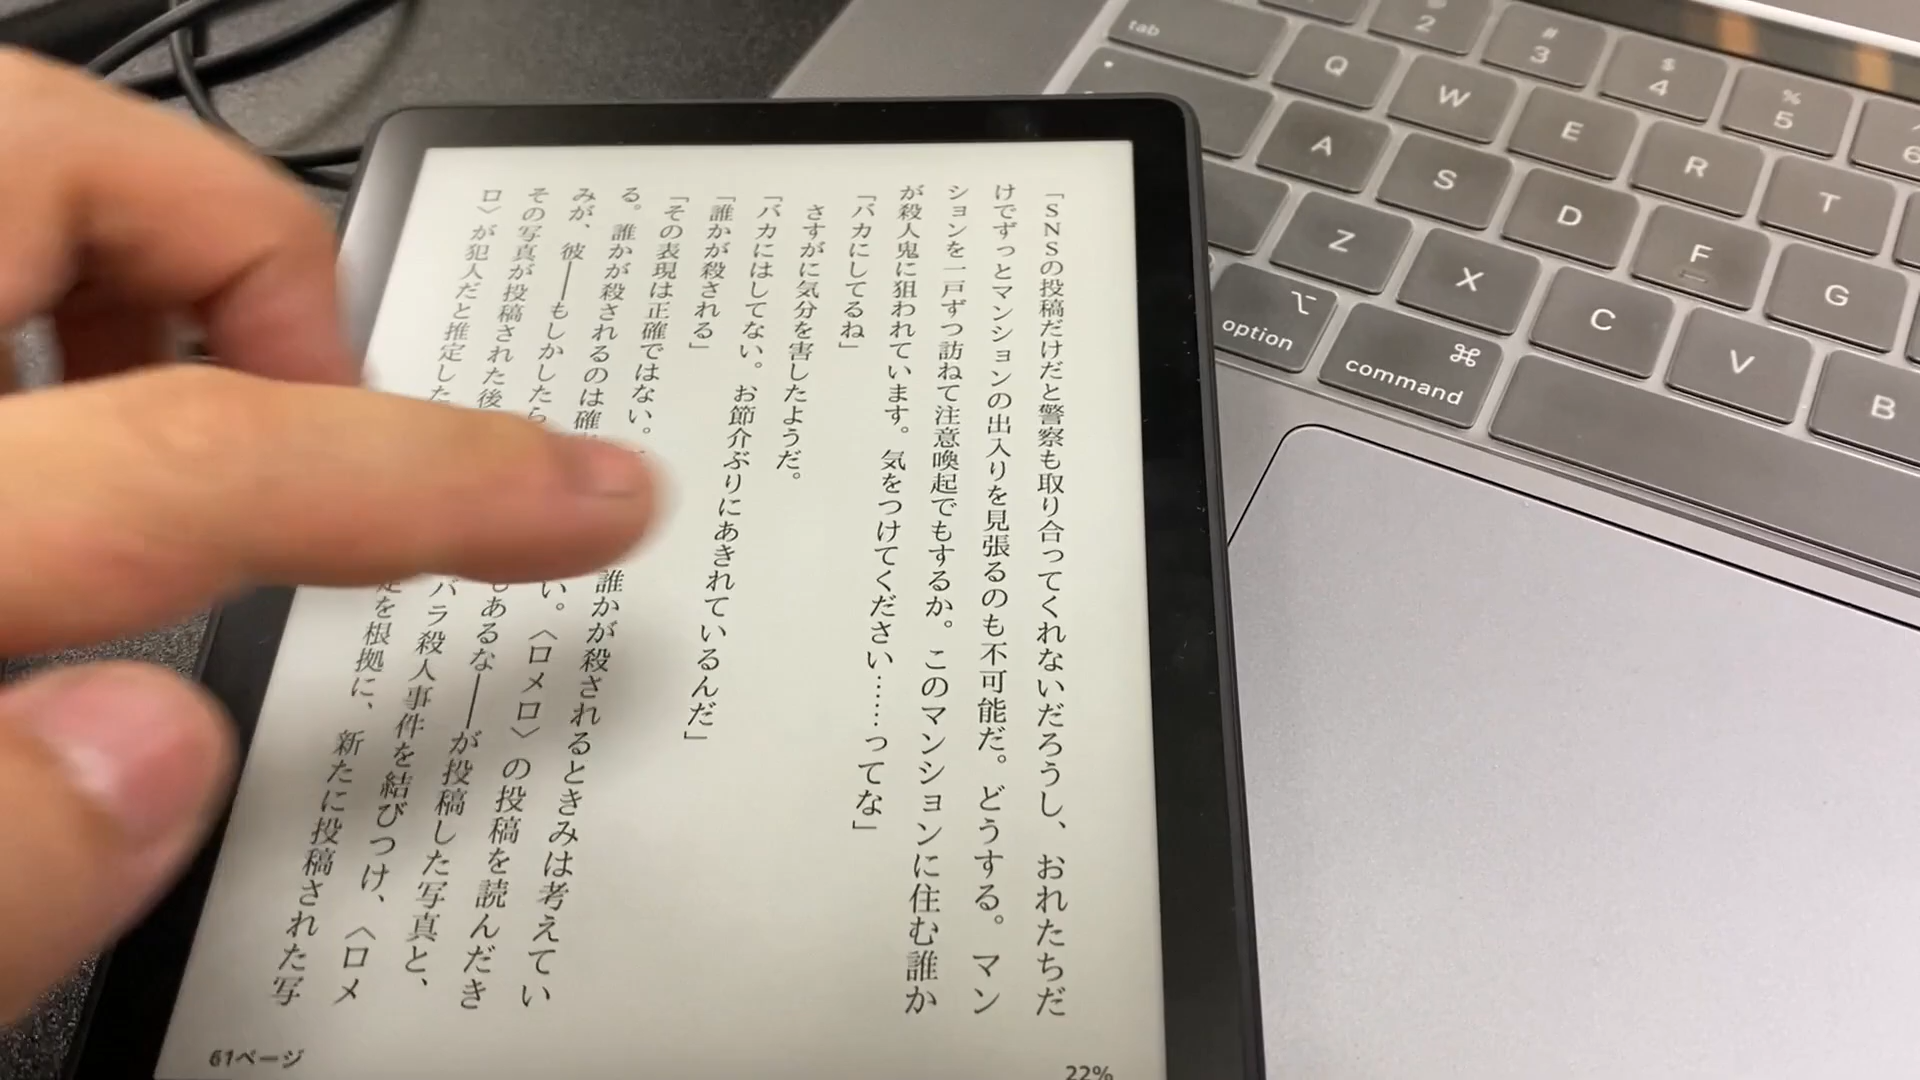 「SNSの投稿だけだと警察も取り合ってくれないだろうし、おれたちだ
けでずっとマンションの出入りを見張るのも不可能だ。どうする。マン
ションを一戸ずつ訪ねて注意喚起でもするか。このマンションに住む誰か
が殺人鬼に狙われています。気をつけてください……ってな」
「バカにしてるね」
さすがに気分を害したようだ。
「バカにはしてない。お節介ぶりにあきれているんだ」
「誰かが殺される」
「その表現は正確ではない。 誰かが殺されるときみは考えてい
る。誰かが殺されるのは確 い。〈ロメロ〉の投稿を読んだき
みが、彼――もしかしたら もあるな――が投稿した写真と、
その写真が投稿された後 バラ殺人事件を結びつけ、〈ロメ
ロ〉が犯人だと推定した を根拠に、新たに投稿された写
61ページ
22%
tab
Q
W
E
R
T
A
S
D
F
G
Z
X
C
V
B
2
#
3
$
4
%
5
6
⌥
option
⌘
command